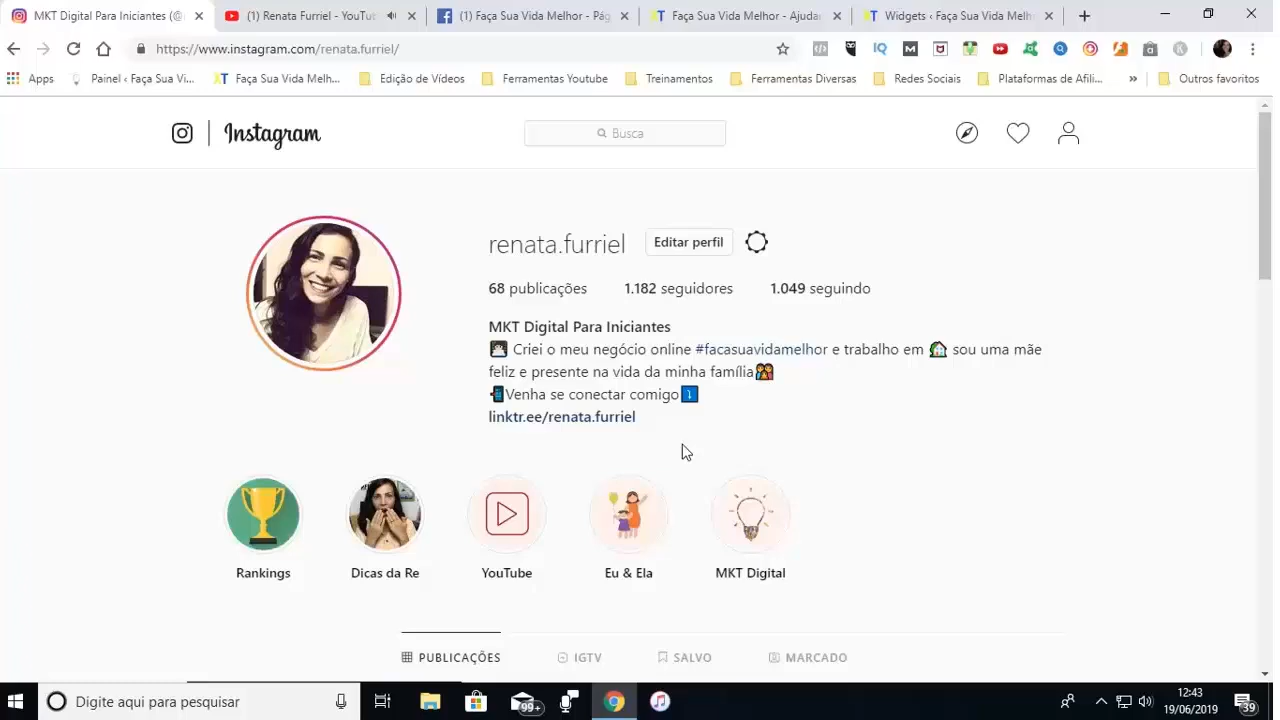 MKT Digital Para Iniciantes (@
(1) Renata Furriel - YouTu
(1) Faça Sua Vida Melhor - Pág
Faça Sua Vida Melhor - Ajudar
Widgets ‹ Faça Sua Vida Melh
https://www.instagram.com/renata.furriel/
Apps
Painel ‹ Faça Sua Vi...
Faça Sua Vida Melh...
Edição de Vídeos
Ferramentas Youtube
Treinamentos
Ferramentas Diversas
Redes Sociais
Plataformas de Afili...
»
Outros favoritos
Instagram
Busca
renata.furriel
Editar perfil
68 publicações 1.182 seguidores 1.049 seguindo
MKT Digital Para Iniciantes
Criei o meu negócio online #facasuavidamelhor e trabalho em sou uma mãe
feliz e presente na vida da minha família
Venha se conectar comigo
linktr.ee/renata.furriel
Rankings
Dicas da Re
YouTube
Eu & Ela
MKT Digital
PUBLICAÇÕES
IGTV
SALVO
MARCADO
Digite aqui para pesquisar
99+
12:43
19/06/2019
39